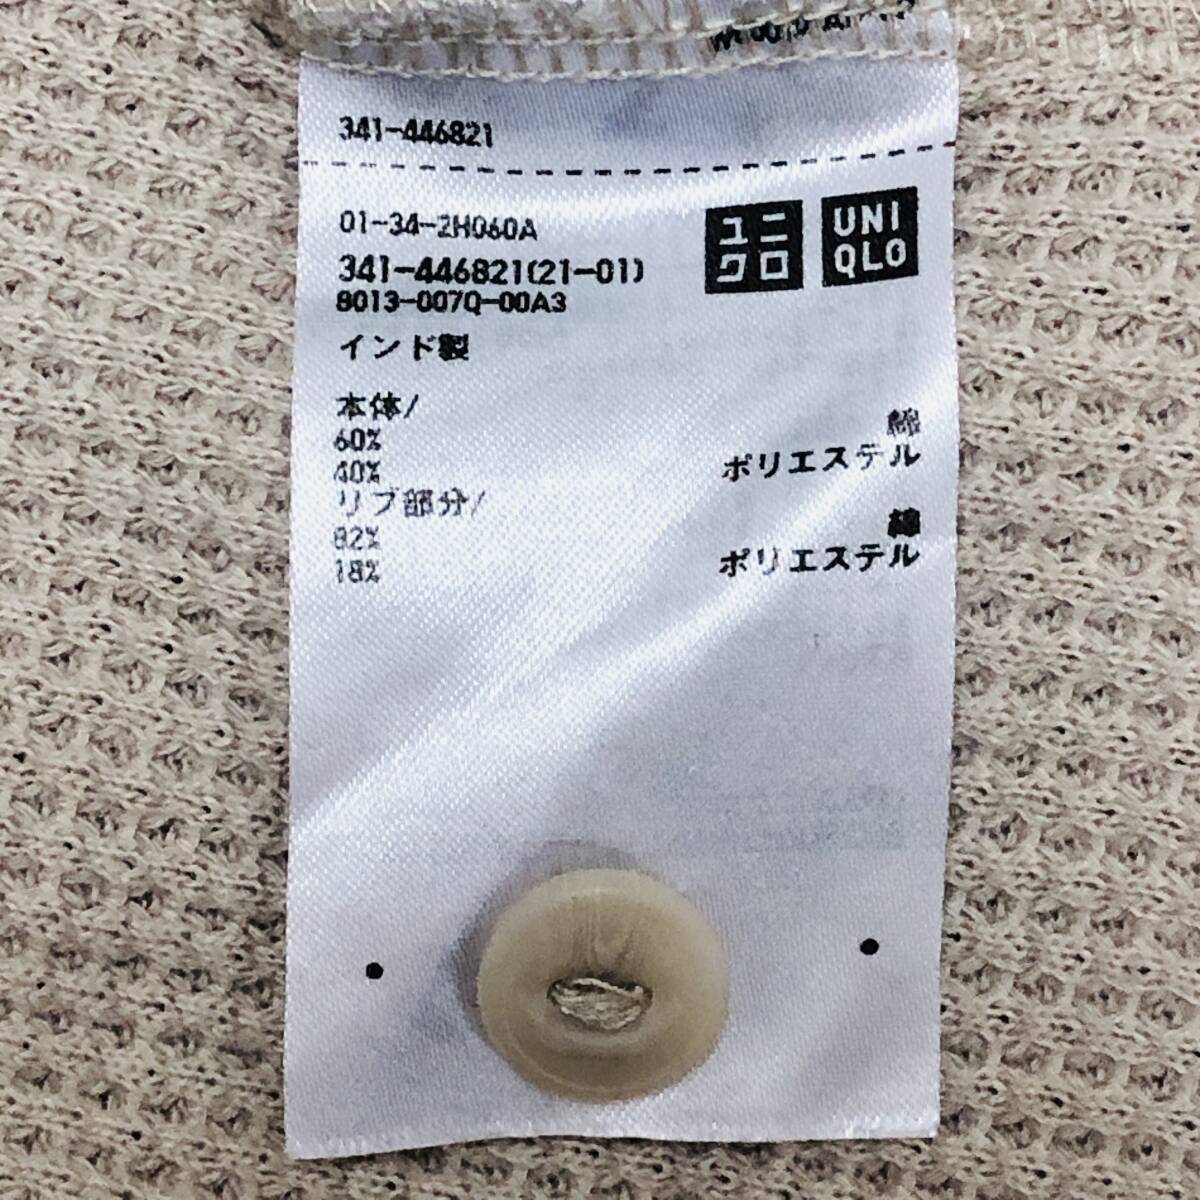 341-446821
01-34-2H060A
341-446821(21-01)
8013-007Q-00A3
ユニ
クロ
UNI
QLO
インド製
本体/
60% 綿
40% ポリエステル
リブ部分/
82% 綿
18% ポリエステル